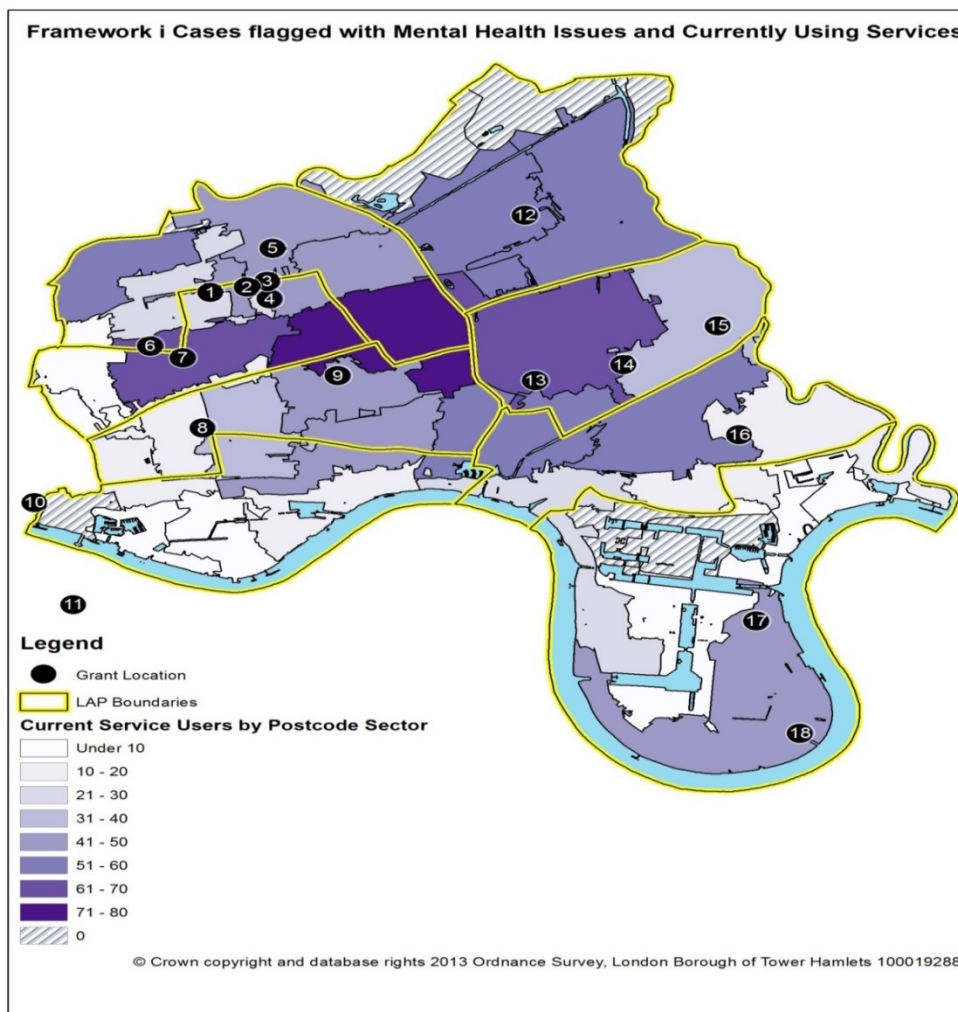 Framework i Cases flagged with Mental Health Issues and Currently Using Services
12
5
3
2
1
4
15
6
7
14
9
13
8
16
10
11
17
18
Legend
Grant Location
LAP Boundaries
Current Service Users by Postcode Sector
Under 10
10 - 20
21 - 30
31 - 40
41 - 50
51 - 60
61 - 70
71 - 80
0
© Crown copyright and database rights 2013 Ordnance Survey, London Borough of Tower Hamlets 100019288